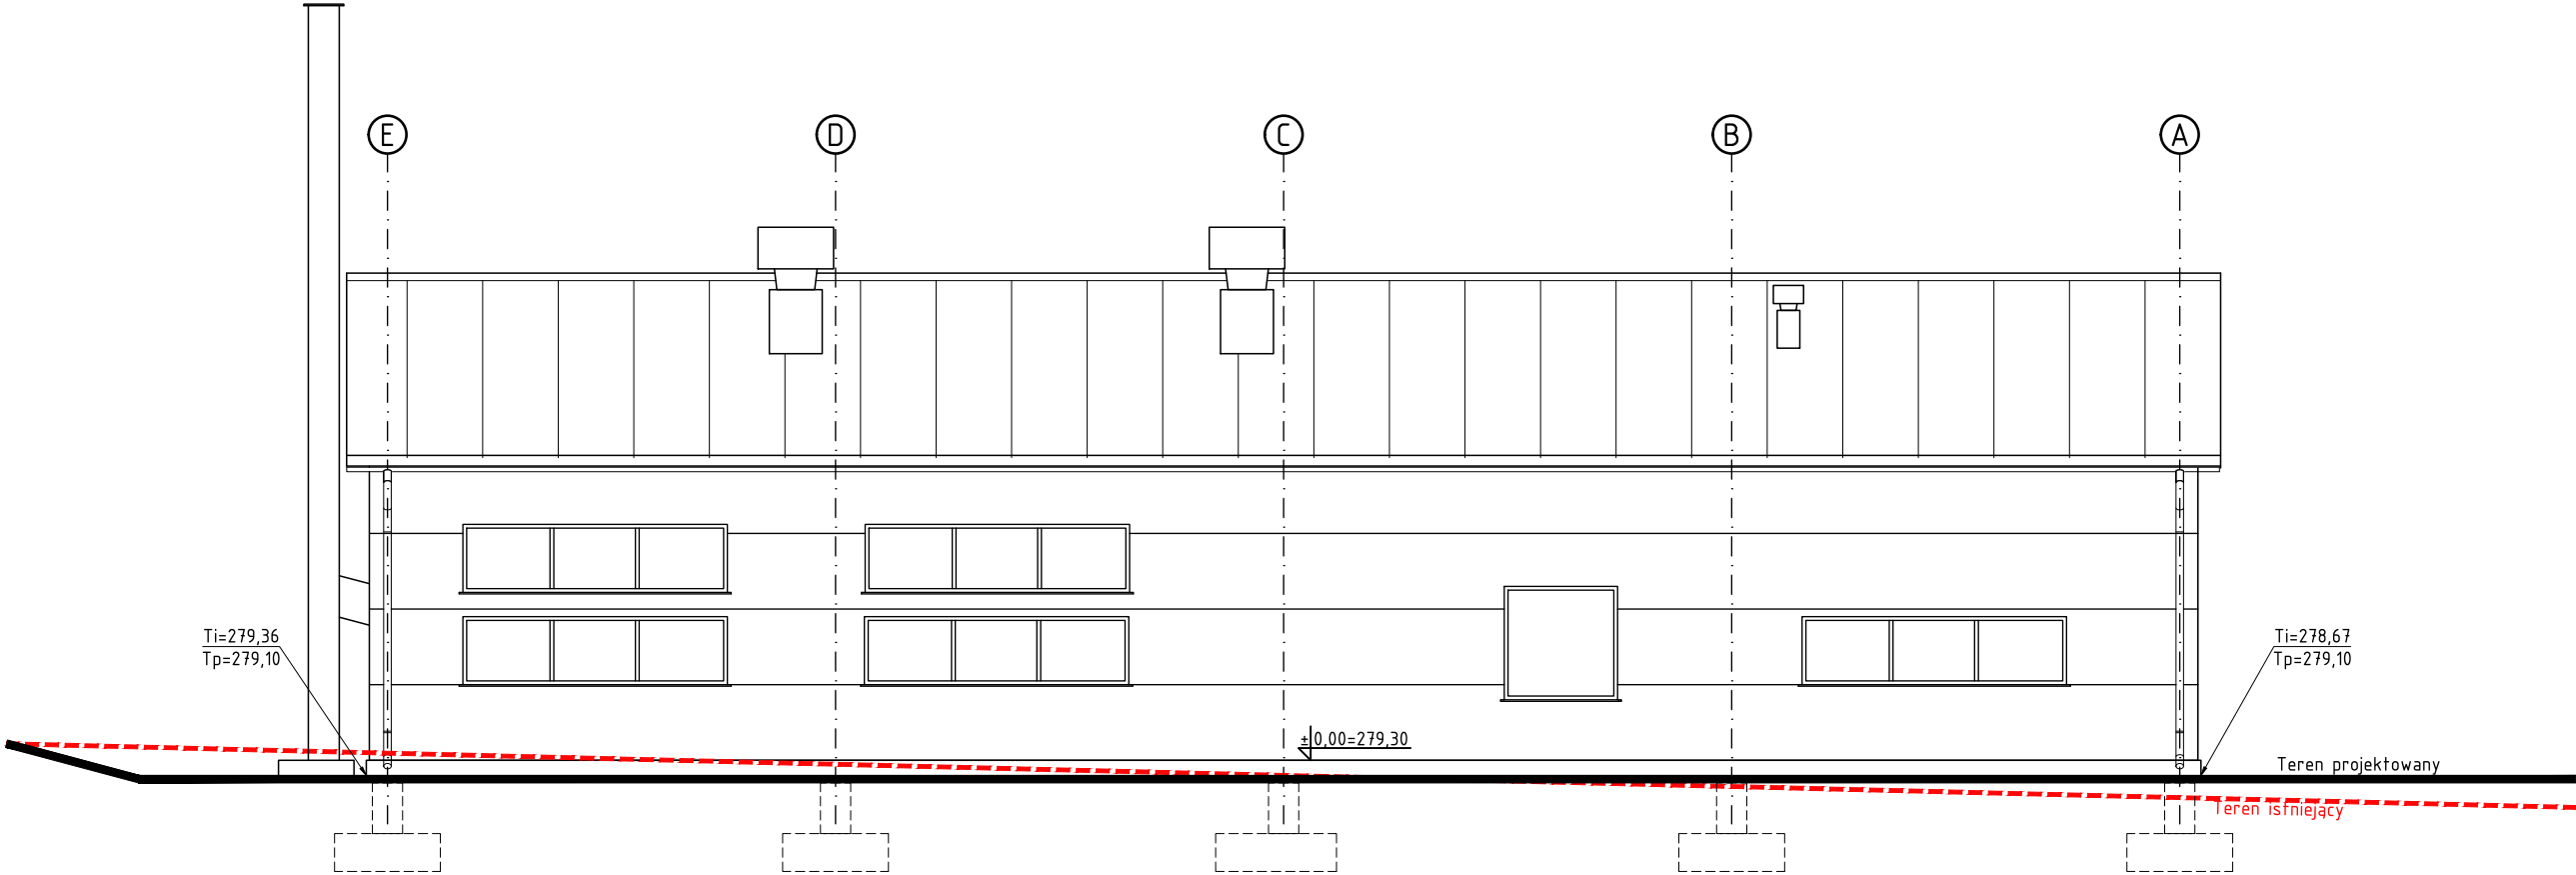 E
D
C
B
A
Ti=279,36
Tp=279,10
Ti=278,67
Tp=279,10
±0,00=279,30
Teren projektowany
Teren istniejący